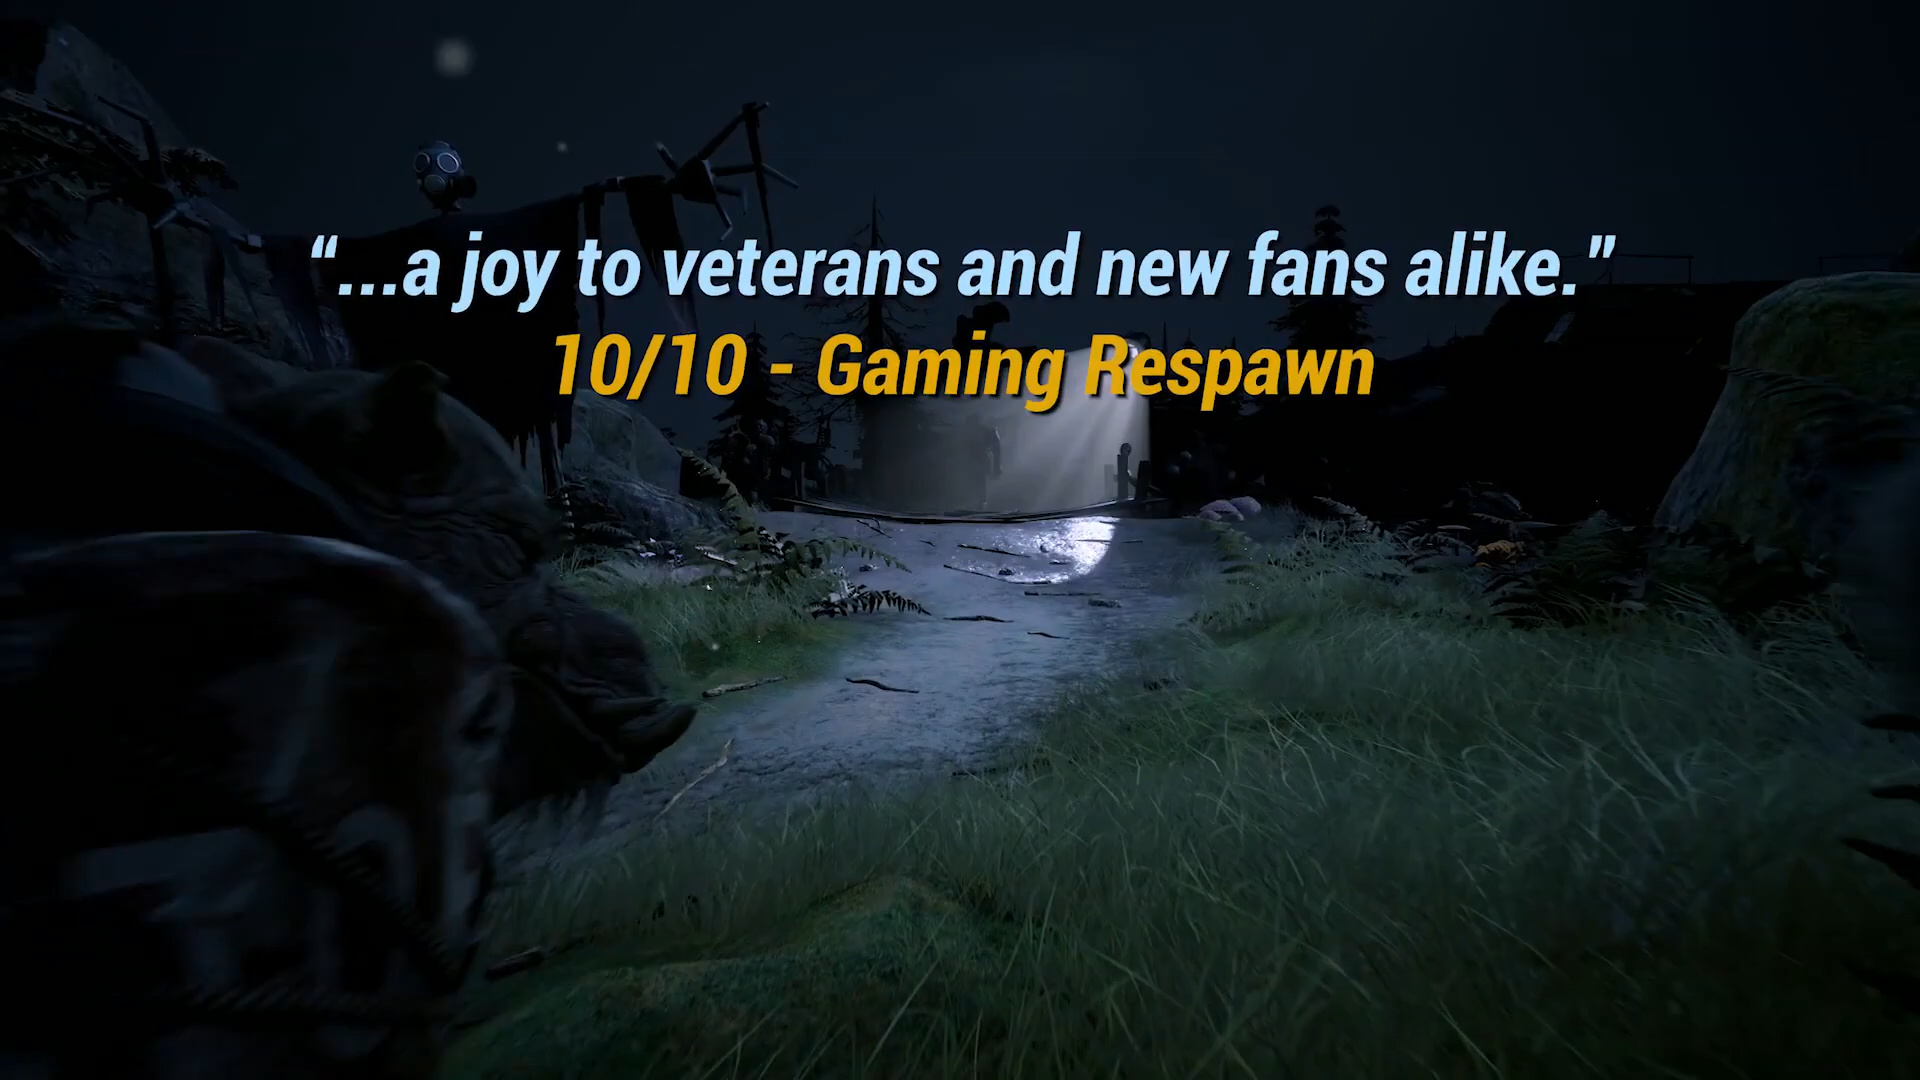 “...a joy to veterans and new fans alike.”
10/10 - Gaming Respawn